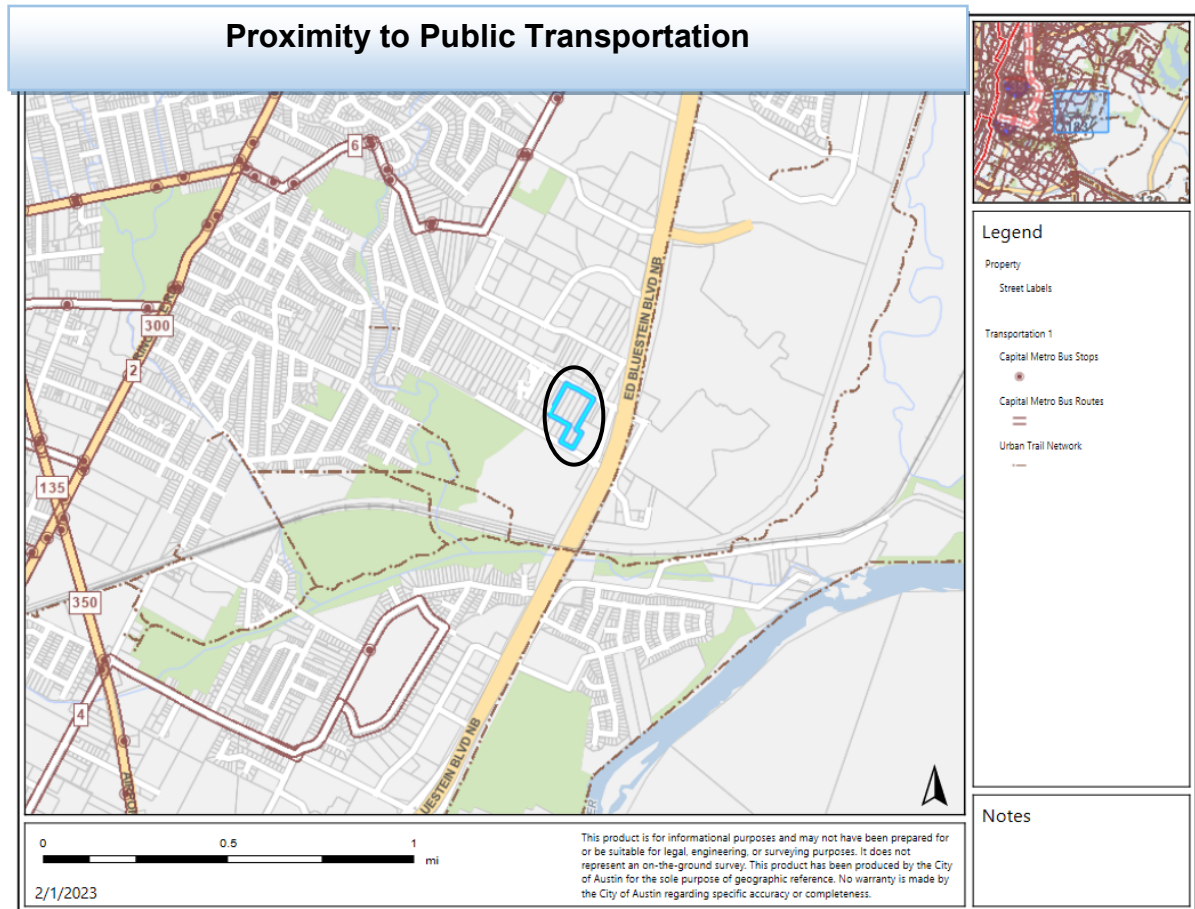 Proximity to Public Transportation
6
300
2
135
350
4
ED BLUESTEIN BLVD NB
UESTEIN BLVD NB
183
130
Legend
Property
Street Labels
Transportation 1
Capital Metro Bus Stops
Capital Metro Bus Routes
Urban Trail Network
Notes
0 0.5 1
mi
2/1/2023
This product is for informational purposes and may not have been prepared for
or be suitable for legal, engineering, or surveying purposes. It does not
represent an on-the-ground survey. This product has been produced by the City
of Austin for the sole purpose of geographic reference. No warranty is made by
the City of Austin regarding specific accuracy or completeness.